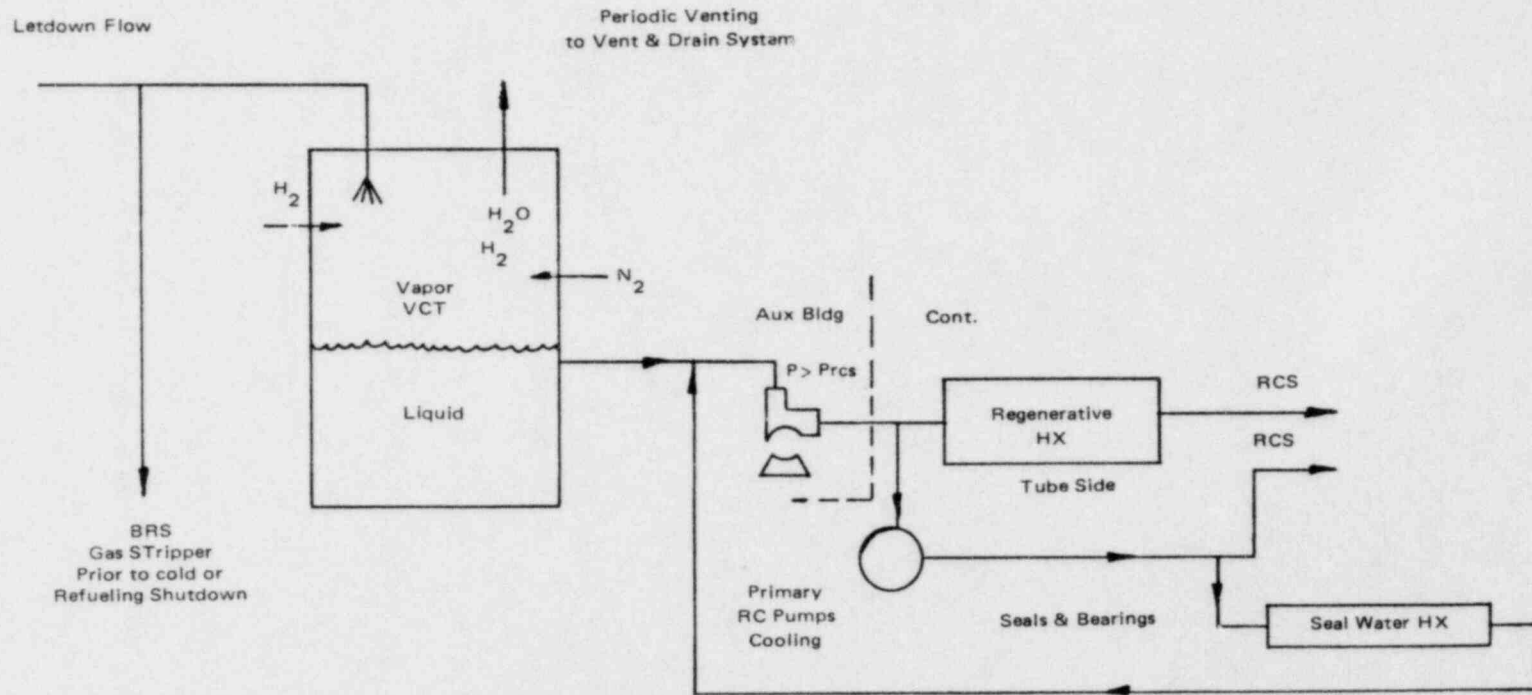 Letdown Flow
Periodic Venting
to Vent & Drain System
H2
H2O
H2
N2
Vapor
VCT
Liquid
BRS
Gas STripper
Prior to cold or
Refueling Shutdown
Aux Bldg
Cont.
P> Prcs
Regenerative
HX
Tube Side
RCS
RCS
Primary
RC Pumps
Cooling
Seals & Bearings
Seal Water HX